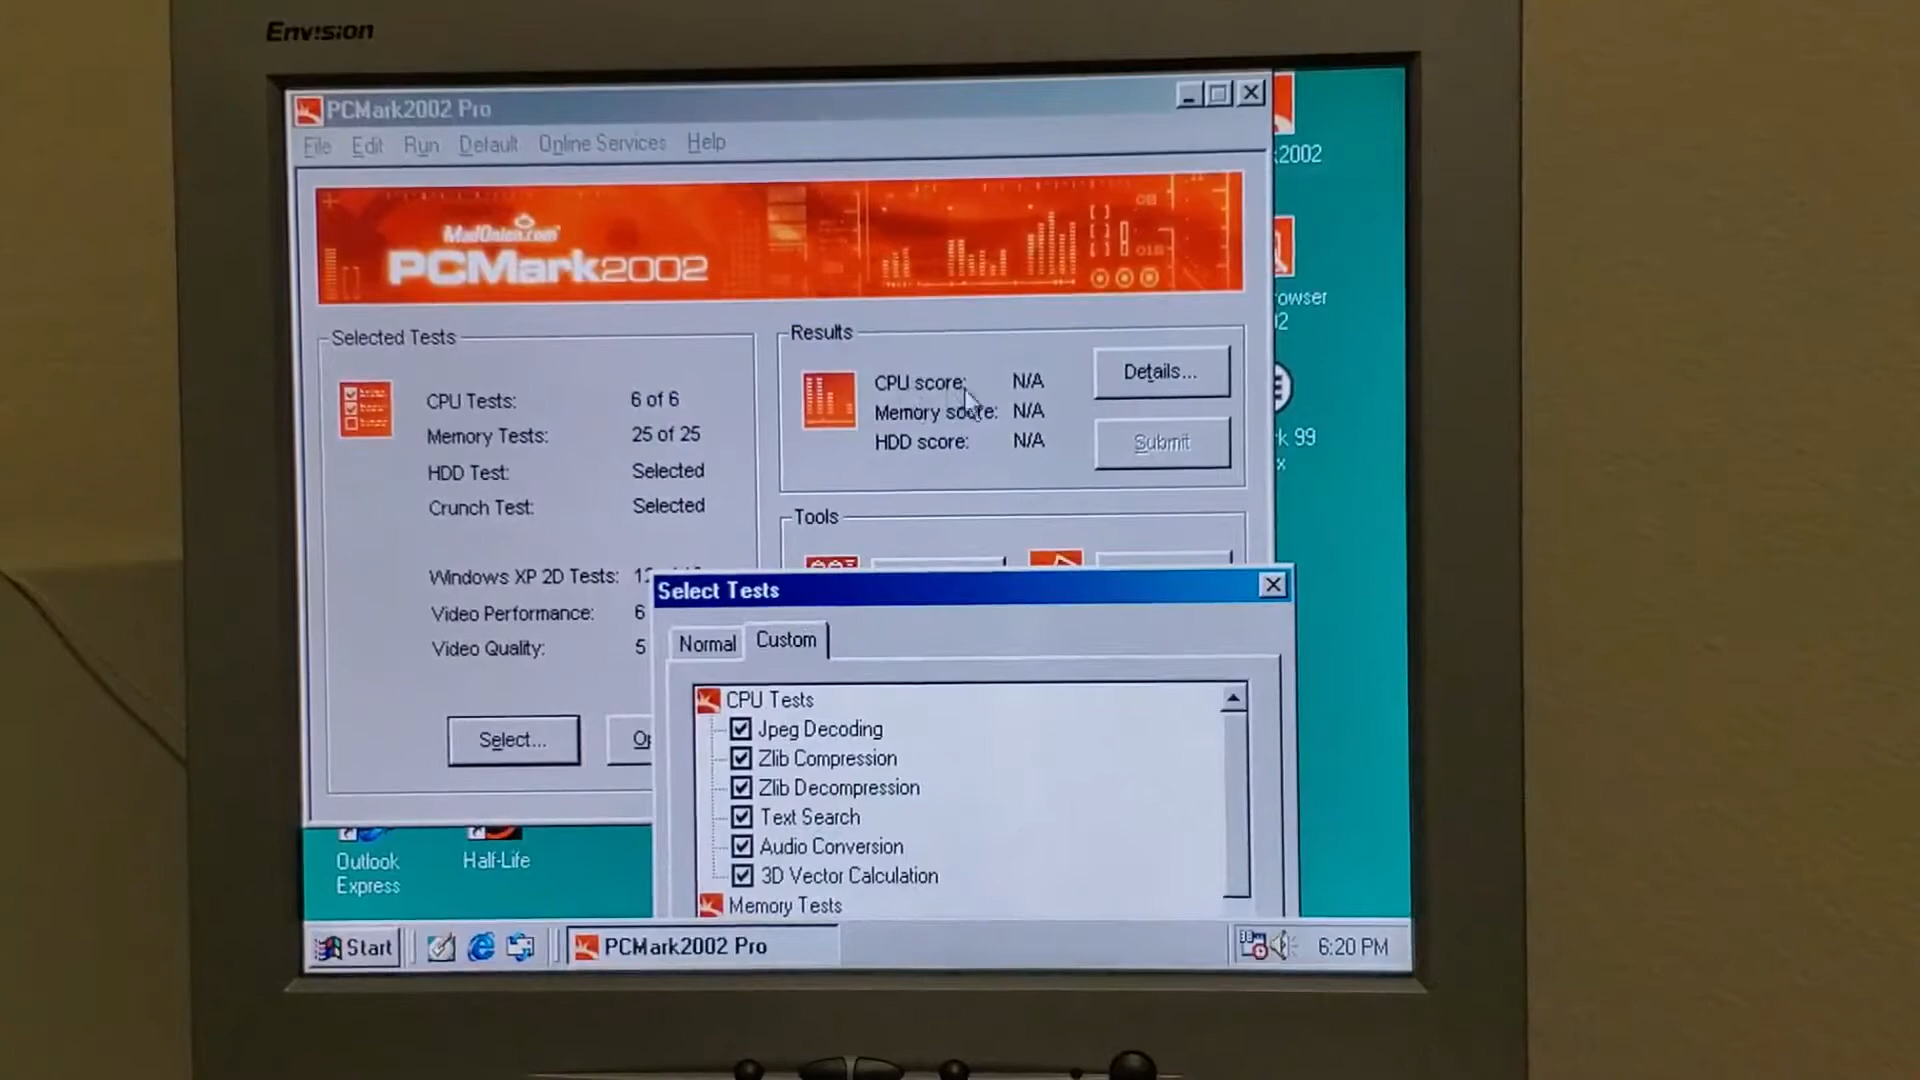 Envision
PCMark2002 Pro
File Edit Run Default Online Services Help
MadOnion.com
PCMark2002
Selected Tests
CPU Tests: 6 of 6
Memory Tests: 25 of 25
HDD Test: Selected
Crunch Test: Selected
Windows XP 2D Tests:
Video Performance: 6
Video Quality: 5
Select...
Results
CPU score: N/A
Memory score: N/A
HDD score: N/A
Details...
Submit
Tools
Select Tests
Normal Custom
CPU Tests
Jpeg Decoding
Zlib Compression
Zlib Decompression
Text Search
Audio Conversion
3D Vector Calculation
Memory Tests
2002
Outlook
Express
Half-Life
Start
PCMark2002 Pro
6:20 PM